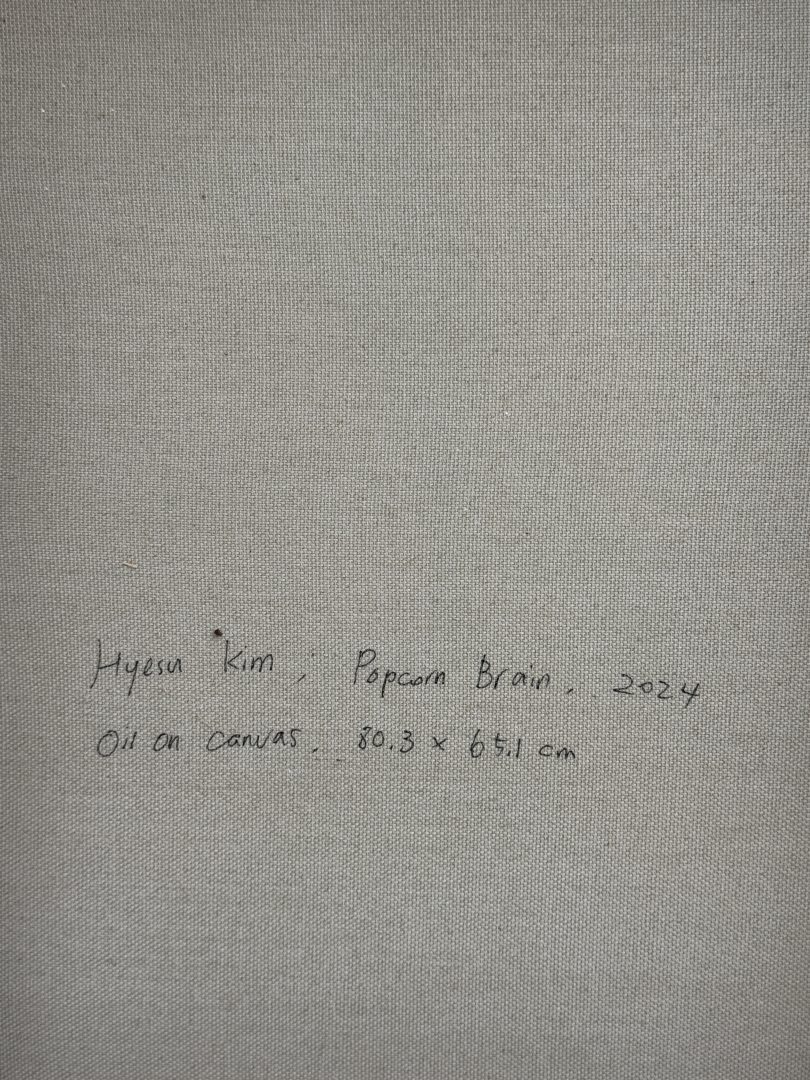 Hyesu Kim, Popcorn Brain, 2024
Oil on canvas. 80.3 x 65.1 cm